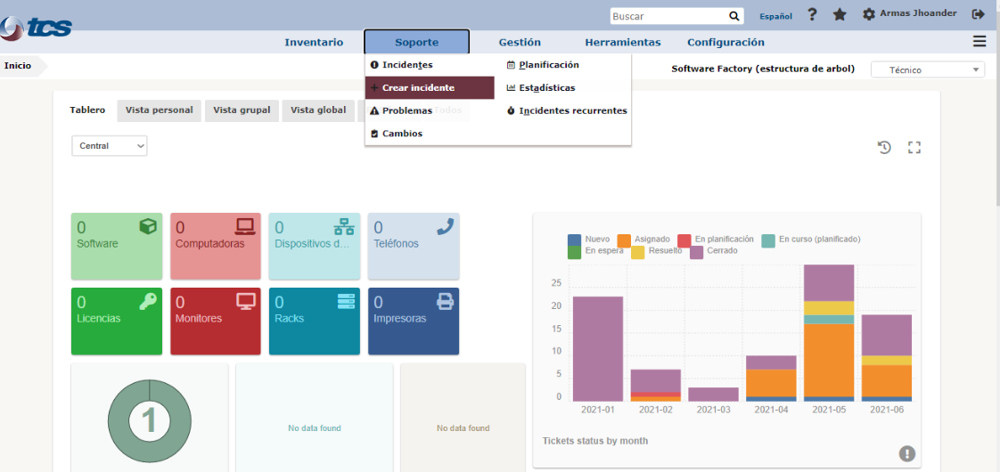 tcs
Buscar
Español
Armas Jhoander
Inventario
Soporte
Gestión
Herramientas
Configuración
Inicio
Software Factory (estructura de arbol)
Técnico
Incidentes
Crear incidente
Problemas
Cambios
Planificación
Estadísticas
Incidentes recurrentes
Tablero
Vista personal
Vista grupal
Vista global
Todos
Central
0
Software
0
Computadoras
0
Dispositivos d...
0
Teléfonos
0
Licencias
0
Monitores
0
Racks
0
Impresoras
1
No data found
No data found
Nuevo
Asignado
En planificación
En curso (planificado)
En espera
Resuelto
Cerrado
25
20
15
10
5
0
2021-01
2021-02
2021-03
2021-04
2021-05
2021-06
Tickets status by month